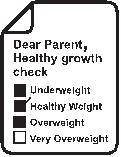 Dear Parent,
Healthy growth
check
Underweight
Healthy Weight
Overweight
Very Overweight